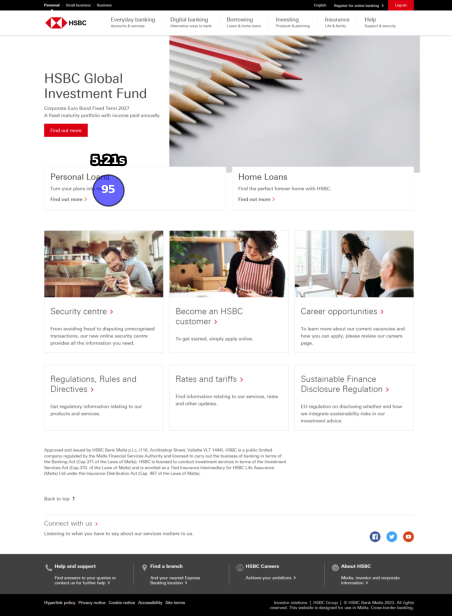 Personal Small business Business English Register for online banking Log on
HSBC
Everyday banking Digital banking Borrowing Investing Insurance Help
Accounts & services Alternative ways to bank Loans & home loans Products & planning Life & family Support & security
HSBC Global
Investment Fund
Corporate Euro Bond Fixed Term 2027
A fixed maturity portfolio with income paid annually
Find out more
5.21s
Personal Loans
Turn your plans in
95
Find out more
Home Loans
Find the perfect forever home with HSBC.
Find out more
Security centre
From avoiding fraud to disputing unrecognised
transactions, our new online security centre
provides all the information you need.
Become an HSBC
customer
To get started, simply apply online.
Career opportunities
To learn more about our current vacancies and
how you can apply, please review our careers
page.
Regulations, Rules and
Directives
Get regulatory information relating to our
products and services.
Rates and tariffs
Find information relating to our services, rates
and other updates.
Sustainable Finance
Disclosure Regulation
EU regulation on disclosing whether and how
we integrate sustainability risks in our
investment advice.
Approved and issued by HSBC Bank Malta p.l.c. (116, Archbishop Street, Valletta VLT 1444). HSBC is a public limited
company regulated by the Malta Financial Services Authority and licensed to carry out the business of banking in terms of
the Banking Act (Cap.371 of the Laws of Malta). HSBC is licensed to conduct investment services in terms of the Investment
Services Act (Cap.370. of the Laws of Malta) and is enrolled as a Tied Insurance Intermediary for HSBC Life Assurance
(Malta) Ltd under the Insurance Distribution Act (Cap. 487 of the Laws of Malta).
Back to top
Connect with us
Listening to what you have to say about our services matters to us.
Help and support
Find answers to your queries or
contact us for further help
Find a branch
And your nearest Express
Banking location
HSBC Careers
Achieve your ambitions
About HSBC
Media, investor and corporate
information
Hyperlink policy Privacy notice Cookie notice Accessibility Site terms
Investor relations | HSBC Group | © HSBC Bank Malta 2023. All rights
reserved. This website is designed for use in Malta. Cross-border banking.